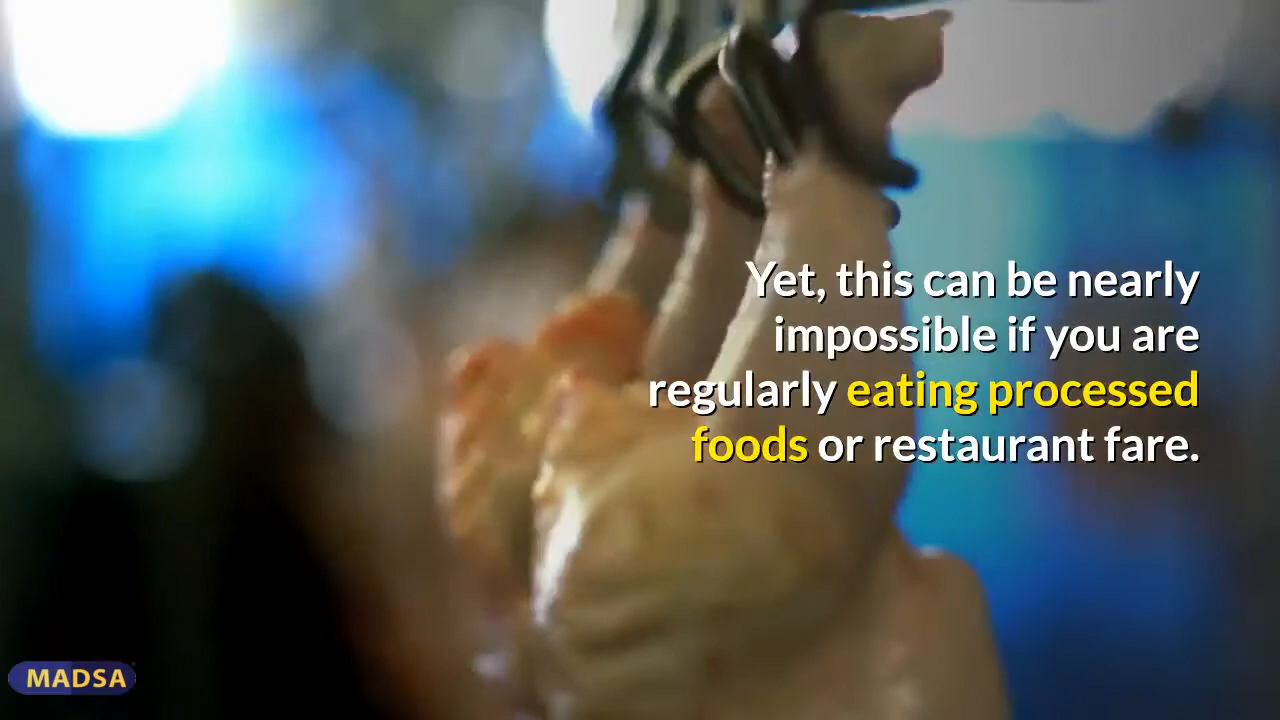 Yet, this can be nearly
impossible if you are
regularly eating processed
foods or restaurant fare.
MADSA